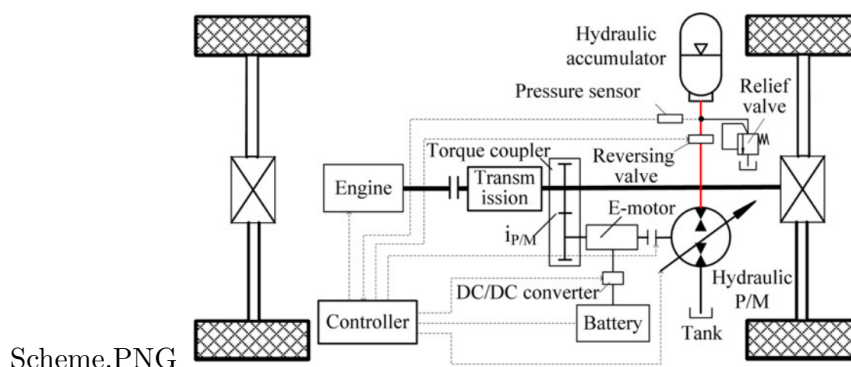 Hydraulic
accumulator
Pressure sensor
Relief
valve
Torque coupler
Reversing
valve
Engine
Transm
ission
E-motor
iP/M
Hydraulic
P/M
DC/DC converter
Controller
Battery
Tank
Scheme.PNG